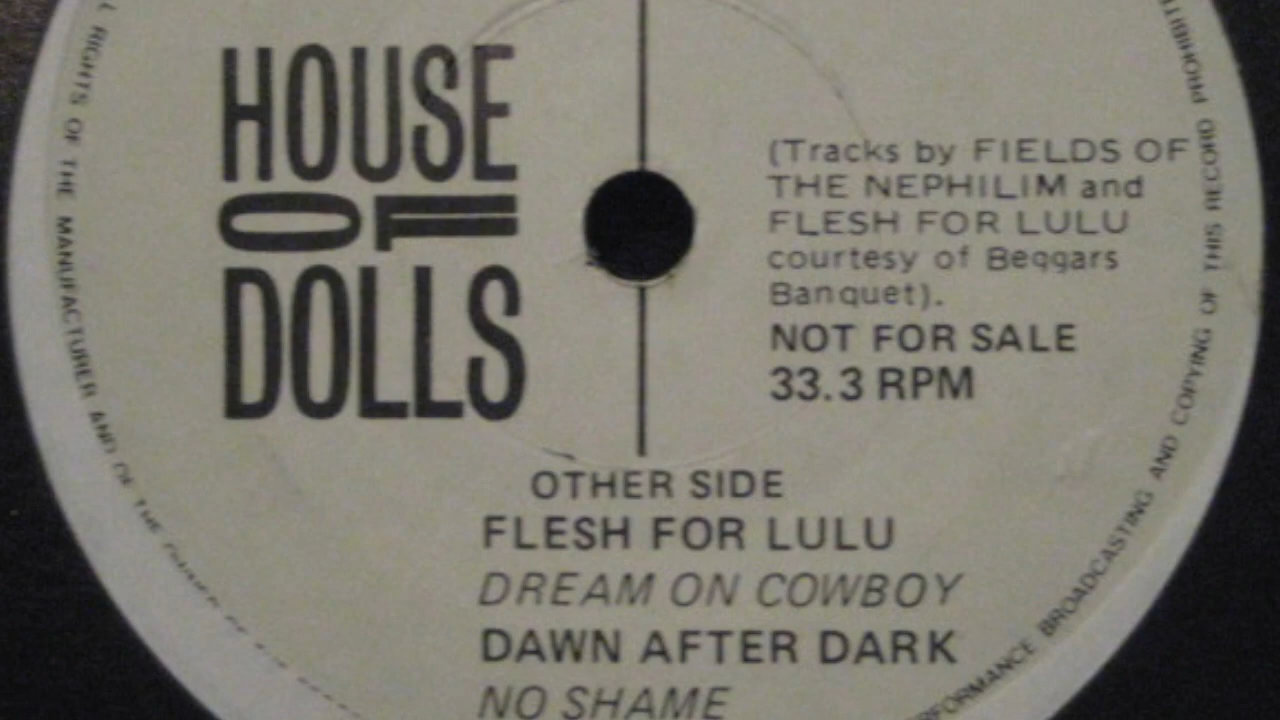 HOUSE
OF
DOLLS
(Tracks by FIELDS OF
THE NEPHILIM and
FLESH FOR LULU
courtesy of Beggars
Banquet).
NOT FOR SALE
33.3 RPM
OTHER SIDE
FLESH FOR LULU
DREAM ON COWBOY
DAWN AFTER DARK
NO SHAME
RIGHTS OF THE MANUFACTURER AND OF THE
BROADCASTING AND COPYING OF THIS RECORD